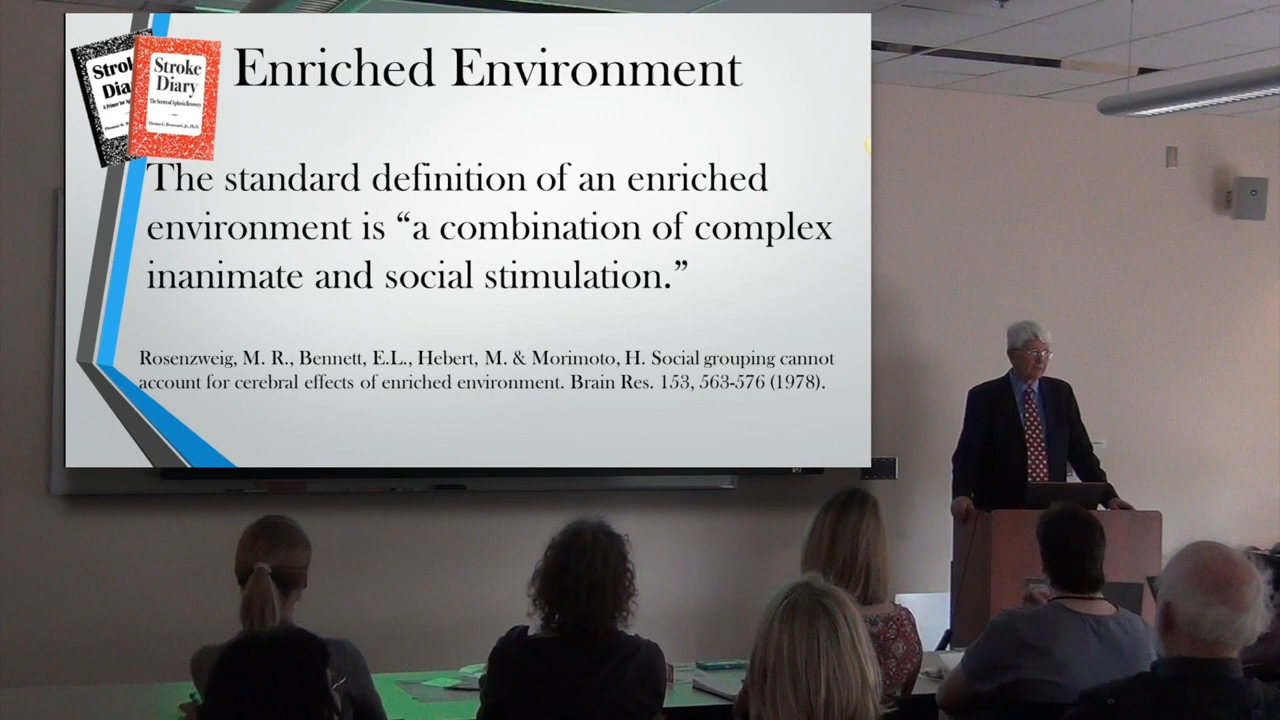 Enriched Environment
Stroke
Diary
The standard definition of an enriched
environment is “a combination of complex
inanimate and social stimulation.”
Rosenzweig, M. R., Bennett, E.L., Hebert, M. & Morimoto, H. Social grouping cannot
account for cerebral effects of enriched environment. Brain Res. 153, 563-576 (1978).